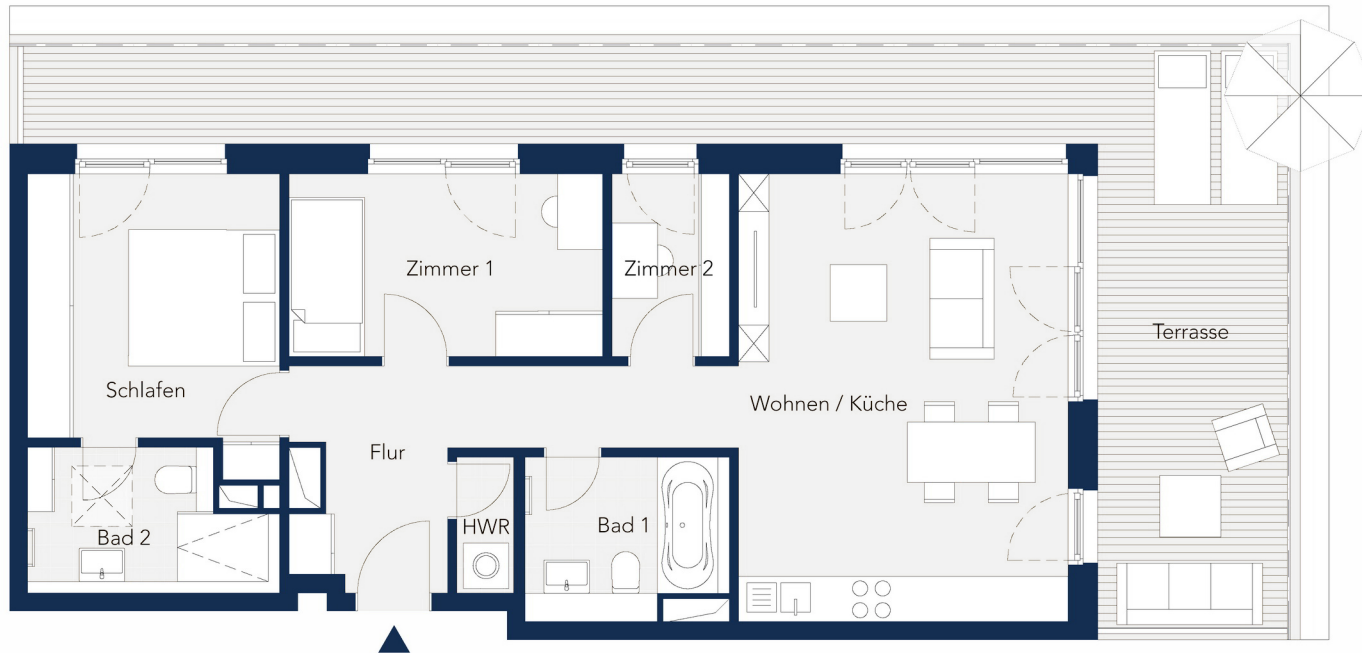 Zimmer 1
Zimmer 2
Terrasse
Schlafen
Wohnen / Küche
Flur
HWR
Bad 1
Bad 2